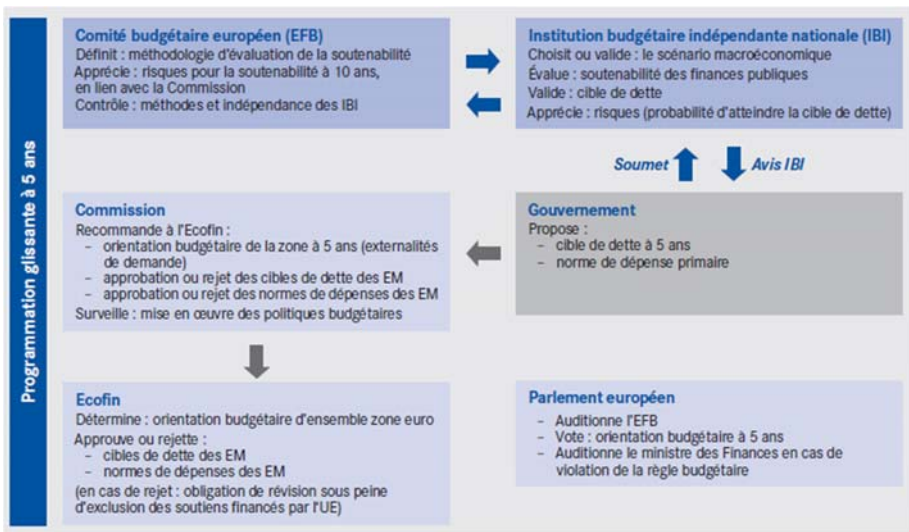 Programmation glissante à 5 ans
Comité budgétaire européen (EFB)
Définit : méthodologie d'évaluation de la soutenabilité
Apprécie : risques pour la soutenabilité à 10 ans,
en lien avec la Commission
Contrôle : méthodes et indépendance des IBI
Institution budgétaire indépendante nationale (IBI)
Choisit ou valide : le scénario macroéconomique
Évalue : soutenabilité des finances publiques
Valide : cible de dette
Apprécie : risques (probabilité d'atteindre la cible de dette)
Soumet
Avis IBI
Commission
Recommande à l'Ecofin :
– orientation budgétaire de la zone à 5 ans (externalités
de demande)
– approbation ou rejet des cibles de dette des EM
– approbation ou rejet des normes de dépenses des EM
Surveille : mise en œuvre des politiques budgétaires
Gouvernement
Propose :
– cible de dette à 5 ans
– norme de dépense primaire
Ecofin
Détermine : orientation budgétaire d'ensemble zone euro
Approuve ou rejette :
– cibles de dette des EM
– normes de dépenses des EM
(en cas de rejet : obligation de révision sous peine
d'exclusion des soutiens financés par l'UE)
Parlement européen
– Auditionne l'EFB
– Vote : orientation budgétaire à 5 ans
– Auditionne le ministre des Finances en cas de
violation de la règle budgétaire